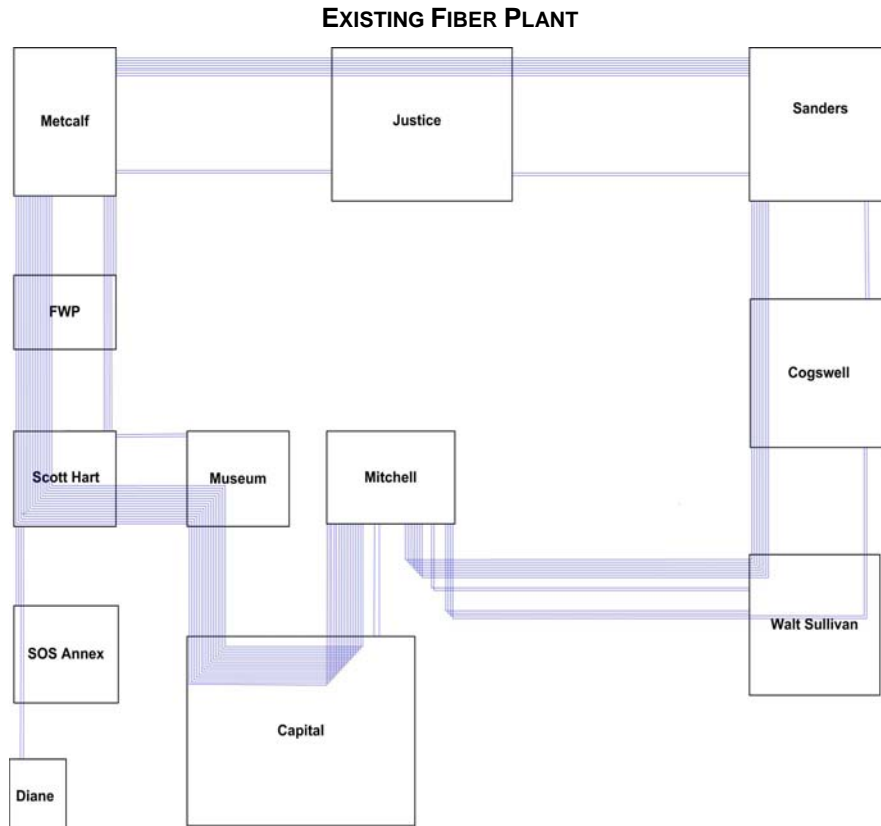 EXISTING FIBER PLANT
Metcalf
Justice
Sanders
FWP
Cogswell
Scott Hart
Museum
Mitchell
Walt Sullivan
SOS Annex
Capital
Diane